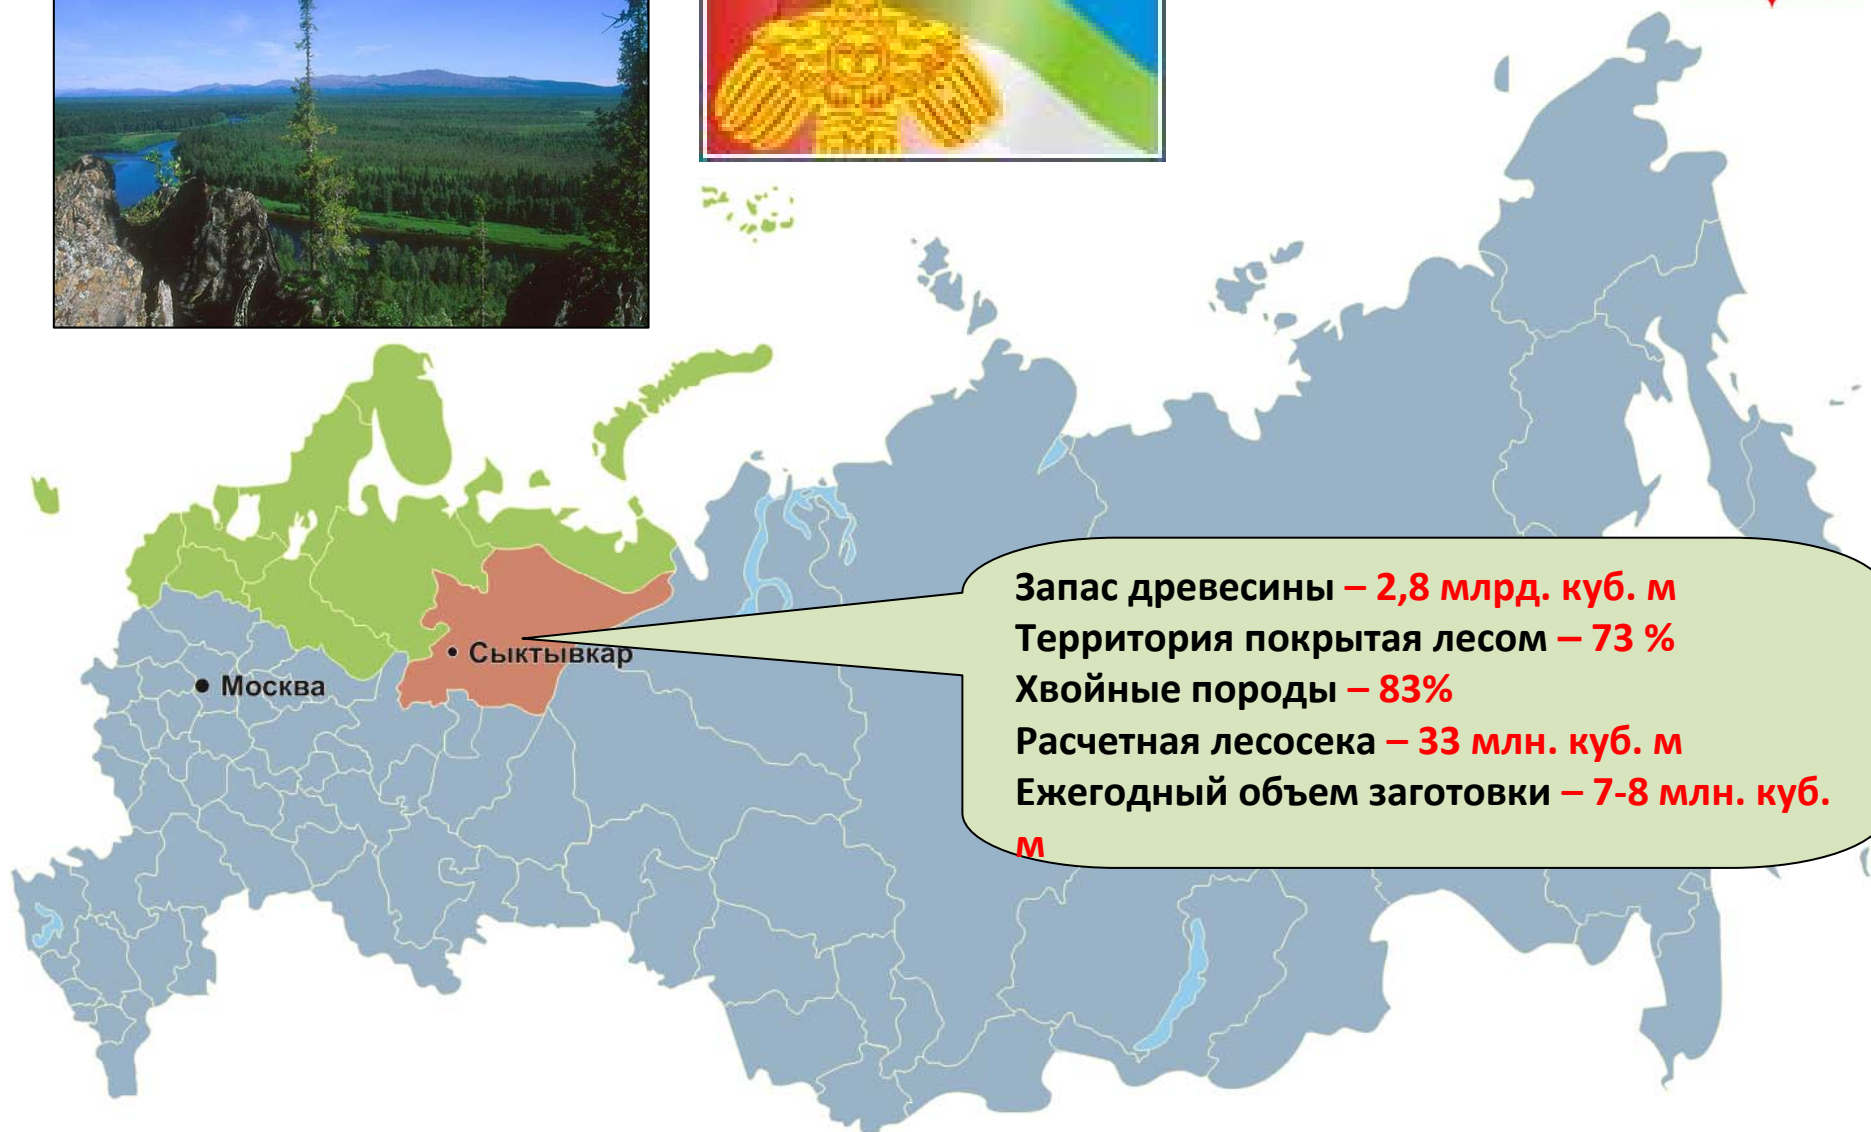 Сыктывкар
Москва
Запас древесины – 2,8 млрд. куб. м
Территория покрытая лесом – 73 %
Хвойные породы – 83%
Расчетная лесосека – 33 млн. куб. м
Ежегодный объем заготовки – 7-8 млн. куб.
м